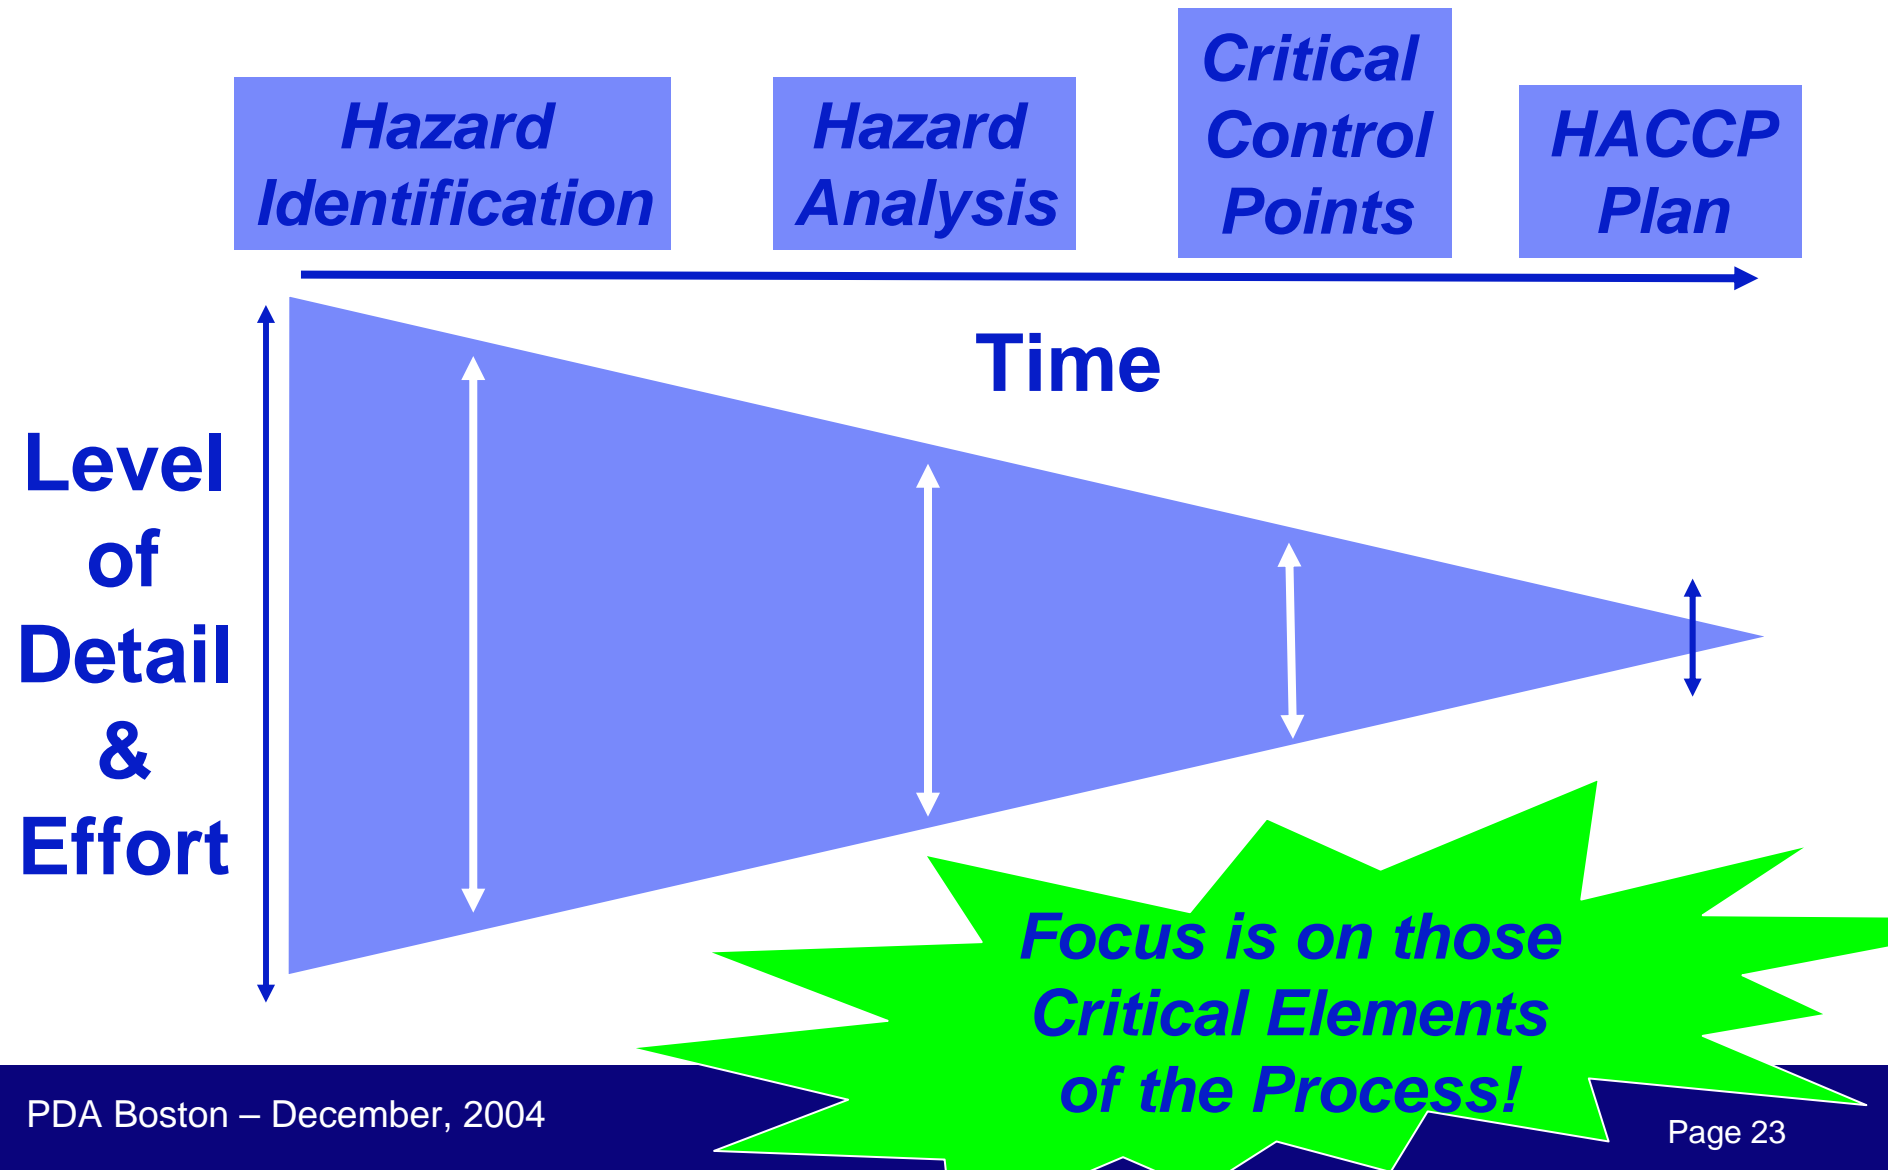 Hazard
Identification
Hazard
Analysis
Critical
Control
Points
HACCP
Plan
Time
Level
of
Detail
&
Effort
Focus is on those
Critical Elements
of the Process!
PDA Boston – December, 2004
Page 23